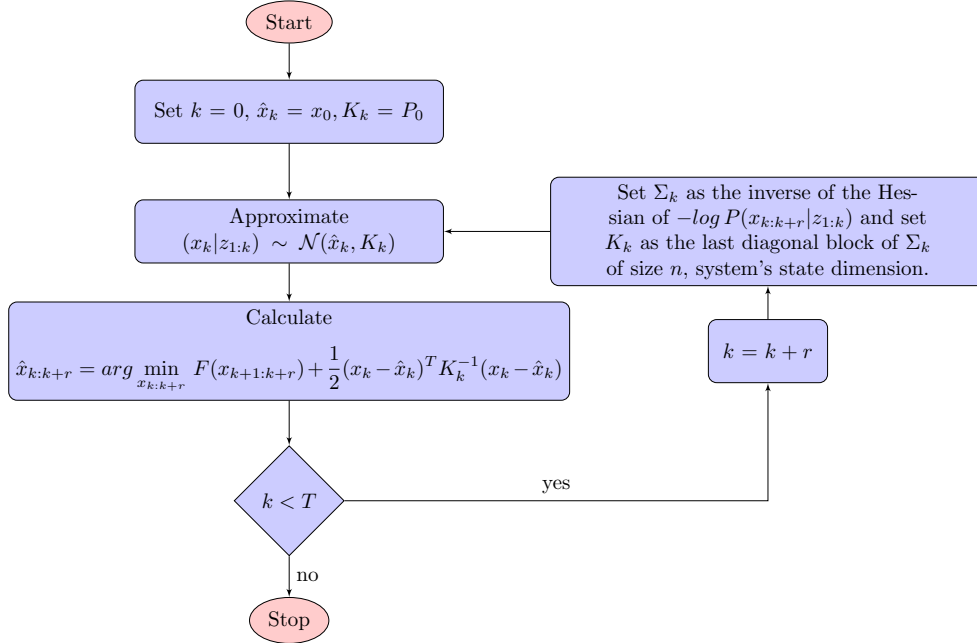 Start
Set k = 0, x̂_k = x_0, K_k = P_0
Approximate
(x_k|z_{1:k}) ∼ 𝒩(x̂_k, K_k)
Set Σ_k as the inverse of the Hes-
sian of −log P(x_{k:k+r}|z_{1:k}) and set
K_k as the last diagonal block of Σ_k
of size n, system's state dimension.
Calculate
x̂_{k:k+r} = arg min_{x_{k:k+r}} F(x_{k+1:k+r}) + \frac{1}{2}(x_k − x̂_k)^T K_k^{−1}(x_k − x̂_k)
k = k + r
k < T
yes
no
Stop